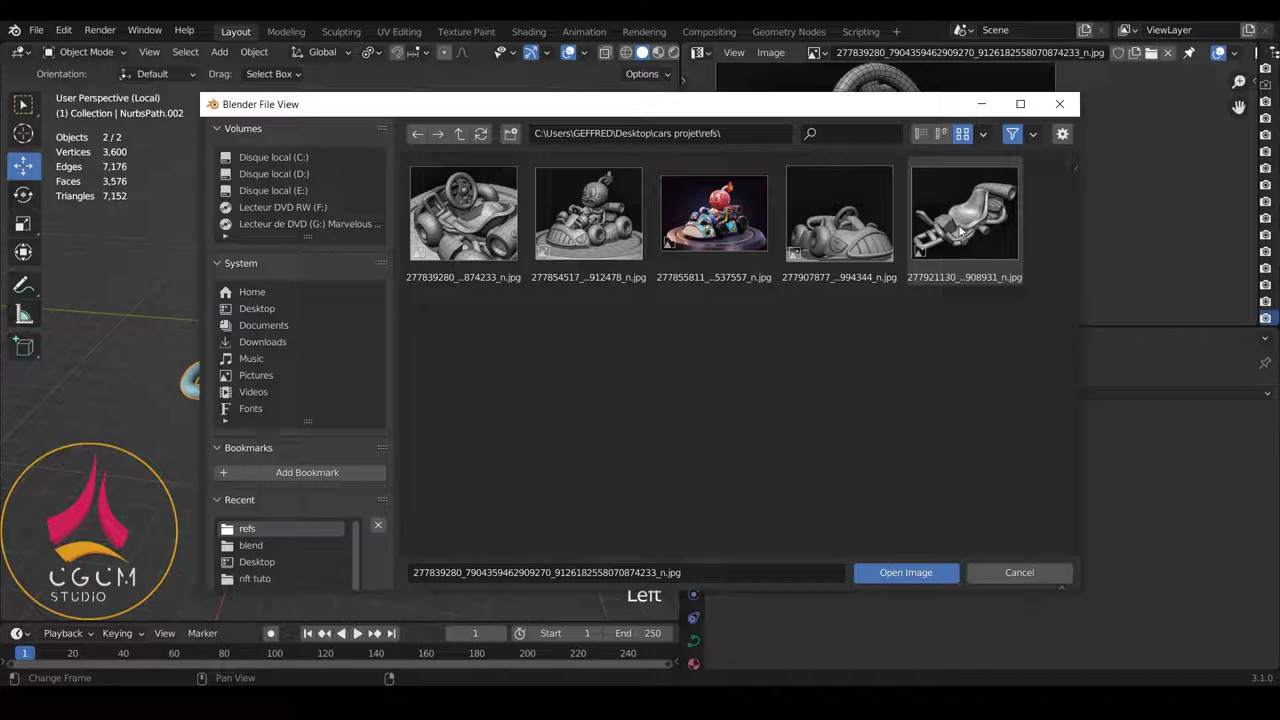 File Edit Render Window Help Layout Modeling Sculpting UV Editing Texture Paint Shading Animation Rendering Compositing Geometry Nodes Scripting Scene ViewLayer
Object Mode View Select Add Object Global View Image 277839280_7904359462909270_9126182558070874233_n.jpg
Orientation: Default Drag: Select Box Options
User Perspective (Local)
(1) Collection | NurbsPath.002
Objects 2 / 2
Vertices 3,600
Edges 7,176
Faces 3,576
Triangles 7,152
Blender File View
Volumes
C:\Users\GEFFRED\Desktop\cars projet\refs\
Disque local (C:)
Disque local (D:)
Disque local (E:)
Lecteur DVD RW (F:)
Lecteur de DVD (G:) Marvelous ...
System
Home
Desktop
Documents
Downloads
Music
Pictures
Videos
Fonts
277839280_...874233_n.jpg 277854517_...912478_n.jpg 277855811_...537557_n.jpg 277907877_...994344_n.jpg 277921130_...908931_n.jpg
Bookmarks
+ Add Bookmark
Recent
refs
blend
Desktop
nft tuto
277839280_7904359462909270_9126182558070874233_n.jpg Open Image Cancel
CGCM
STUDIO
Left
Playback Keying View Marker 1 Start 1 End 250
1 20 40 60 80 100 120 140 160 180 200 220 240
Change Frame Pan View 3.1.0